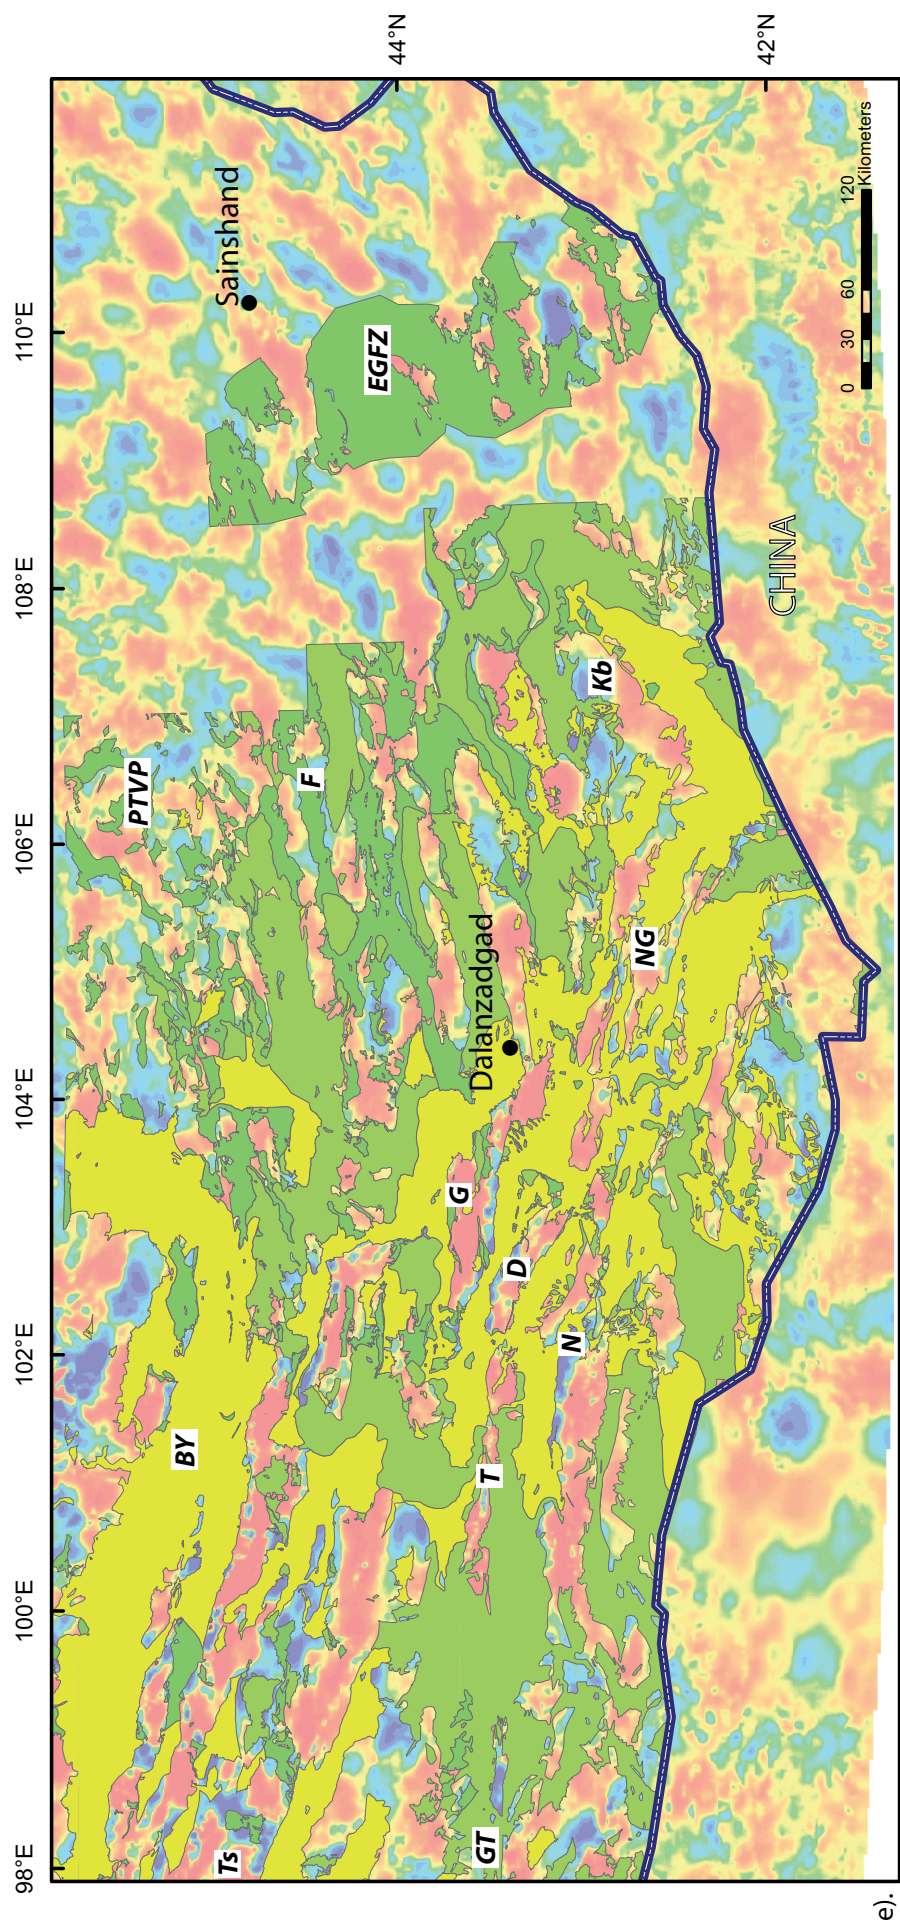 98°E
100°E
102°E
104°E
106°E
108°E
110°E
44°N
42°N
Sainshand
EGFZ
PTVP
F
Kb
Dalanzadgad
NG
G
D
N
BY
T
Ts
GT
CHINA
0 30 60 120
Kilometers
e).